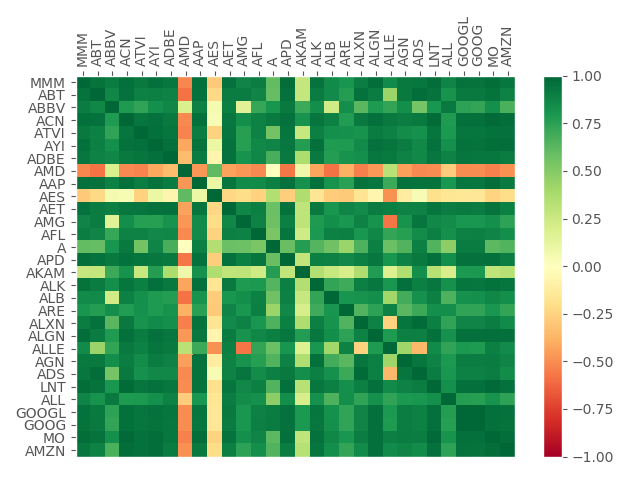 MMM ABT ABBV ACN ATVI AYI ADBE AMD AAP AES AET AMG AFL A APD AKAM ALK ALB ARE ALXN ALGN ALLE AGN ADS LNT ALL GOOGL GOOG MO AMZN
MMM
ABT
ABBV
ACN
ATVI
AYI
ADBE
AMD
AAP
AES
AET
AMG
AFL
A
APD
AKAM
ALK
ALB
ARE
ALXN
ALGN
ALLE
AGN
ADS
LNT
ALL
GOOGL
GOOG
MO
AMZN
1.00
0.75
0.50
0.25
0.00
−0.25
−0.50
−0.75
−1.00